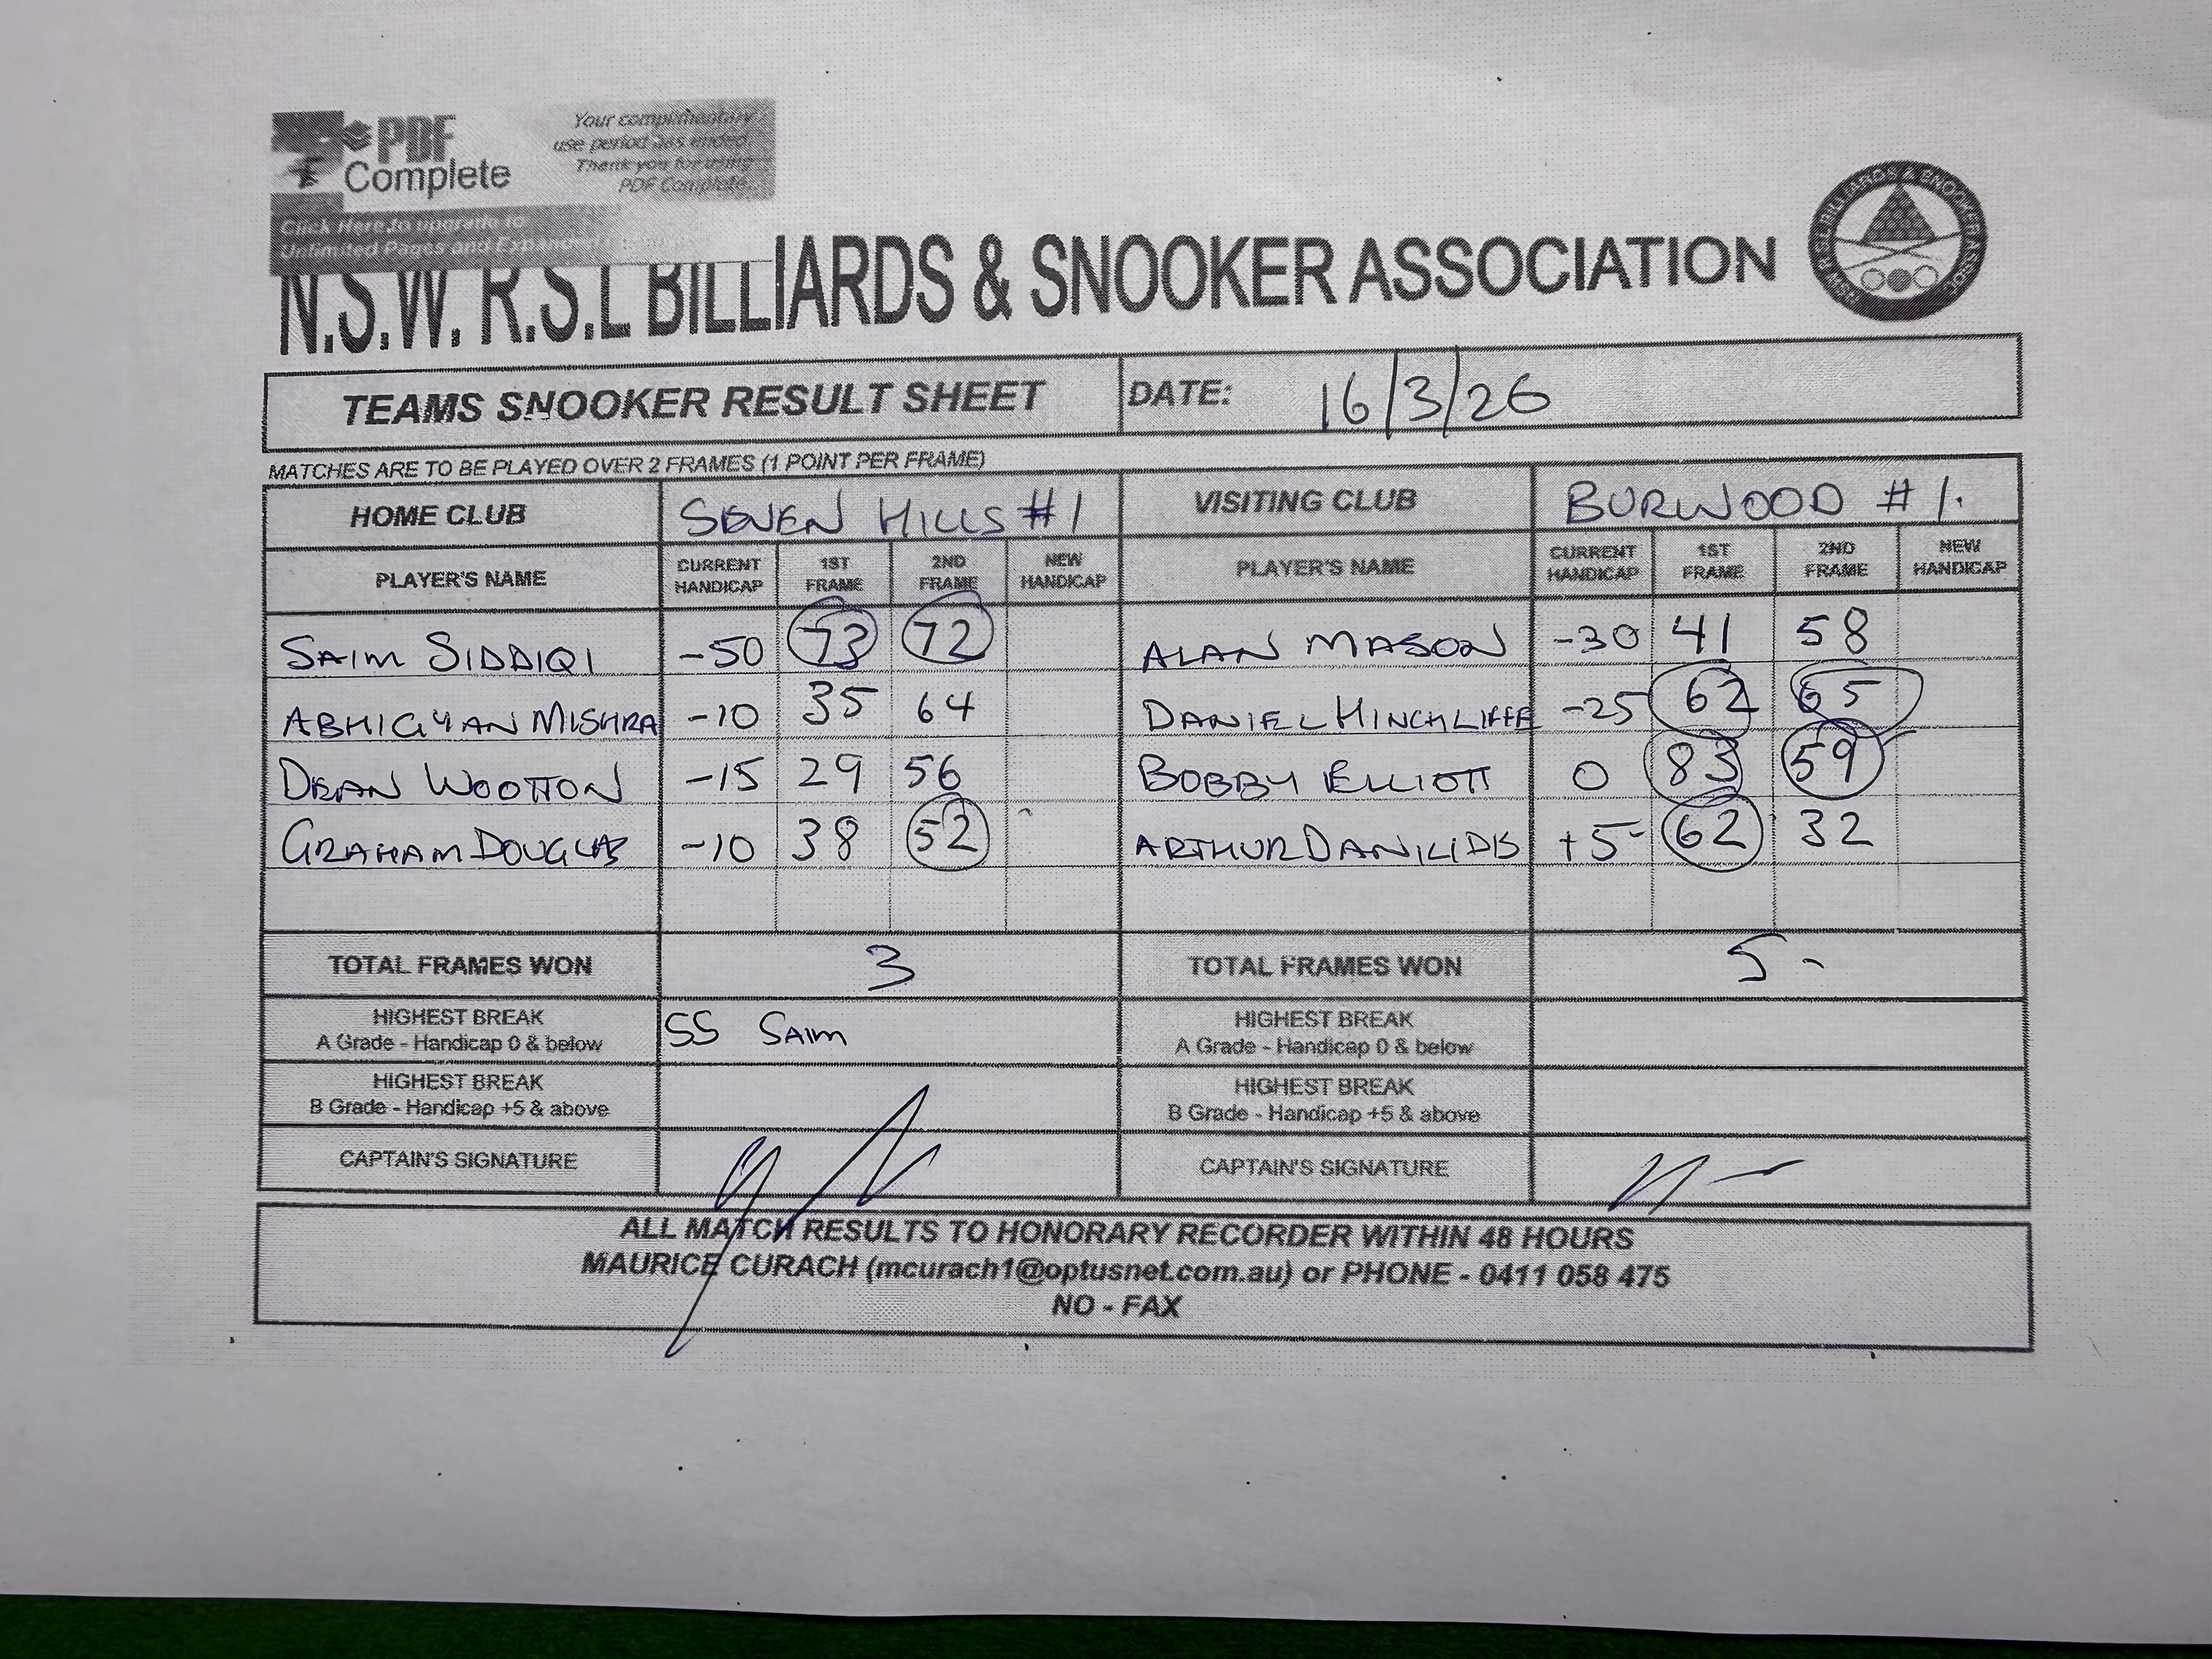 PDF Complete
Your complimentary
use period has ended.
Thank you for using
PDF Complete.
Click Here to upgrade to
Unlimited Pages and Expanded
N.S.W. R.S.L BILLIARDS & SNOOKER ASSOCIATION
TEAMS SNOOKER RESULT SHEET DATE: 16/3/26
MATCHES ARE TO BE PLAYED OVER 2 FRAMES (1 POINT PER FRAME)
HOME CLUB SEVEN HILLS #1 VISITING CLUB BURWOOD #1.
PLAYER'S NAME CURRENT HANDICAP 1ST FRAME 2ND FRAME NEW HANDICAP PLAYER'S NAME CURRENT HANDICAP 1ST FRAME 2ND FRAME NEW HANDICAP
SAIM SIDDIQI -50 73 72 ALAN MASON -30 41 58
ABHIGYAN MISHRA -10 35 64 DANIEL HINCHLIFFE -25 62 65
DEAN WOOTTON -15 29 56 BOBBY ELLIOTT 0 83 59
GRAHAM DOUGLAS -10 38 52 ARTHUR DANILIDIS +5 62 32
TOTAL FRAMES WON 3 TOTAL FRAMES WON 5
HIGHEST BREAK HIGHEST BREAK
A Grade - Handicap 0 & below 55 SAIM A Grade - Handicap 0 & below
HIGHEST BREAK HIGHEST BREAK
B Grade - Handicap +5 & above B Grade - Handicap +5 & above
CAPTAIN'S SIGNATURE CAPTAIN'S SIGNATURE
ALL MATCH RESULTS TO HONORARY RECORDER WITHIN 48 HOURS
MAURICE CURACH (mcurach1@optusnet.com.au) or PHONE - 0411 058 475
NO - FAX